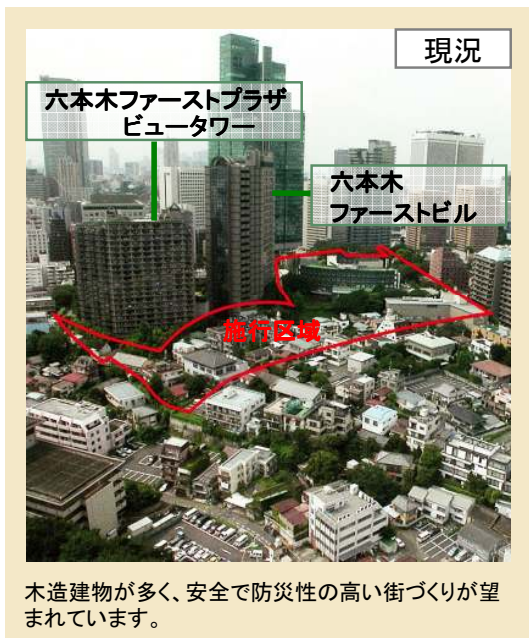 現況
六本木ファーストプラザ
ビュータワー
六本木
ファーストビル
施行区域
木造建物が多く、安全で防災性の高い街づくりが望
まれています。